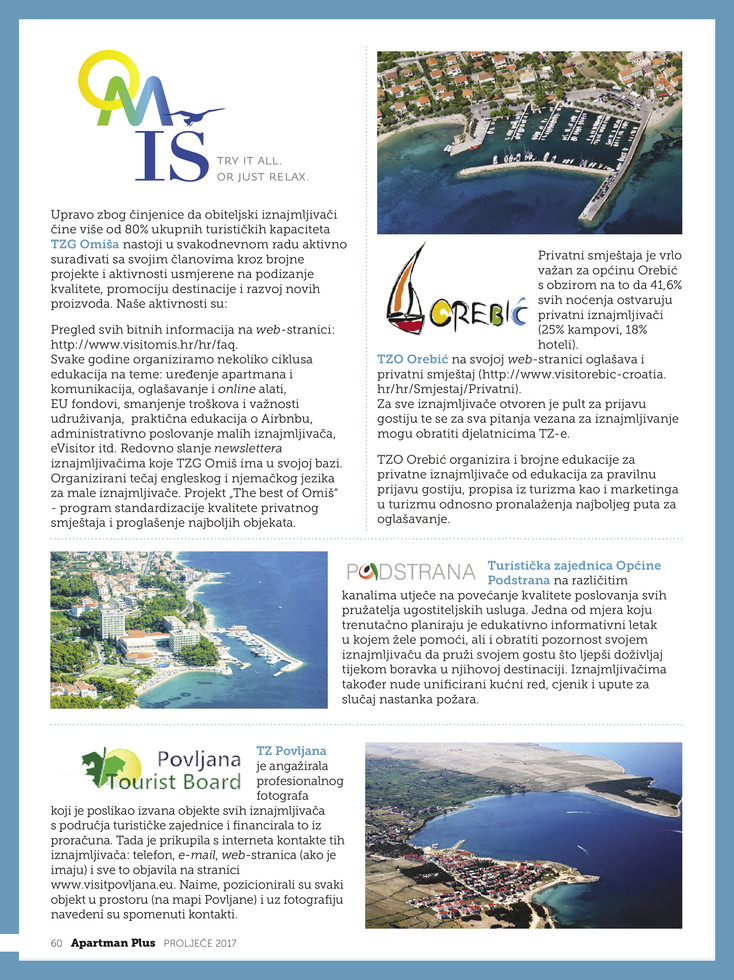 OMIS
TRY IT ALL.
OR JUST RELAX.
Upravo zbog činjenice da obiteljski iznajmljivači
čine više od 80% ukupnih turističkih kapaciteta
TZG Omiša nastoji u svakodnevnom radu aktivno
surađivati sa svojim članovima kroz brojne
projekte i aktivnosti usmjerene na podizanje
kvalitete, promociju destinacije i razvoj novih
proizvoda. Naše aktivnosti su:
Pregled svih bitnih informacija na web-stranici:
http://www.visitomis.hr/hr/faq.
Svake godine organiziramo nekoliko ciklusa
edukacija na teme: uređenje apartmana i
komunikacija, oglašavanje i online alati,
EU fondovi, smanjenje troškova i važnosti
udruživanja, praktična edukacija o Airbnbu,
administrativno poslovanje malih iznajmljivača,
eVisitor itd. Redovno slanje newslettera
iznajmljivačima koje TZG Omiš ima u svojoj bazi.
Organizirani tečaj engleskog i njemačkog jezika
za male iznajmljivače. Projekt „The best of Omiš"
- program standardizacije kvalitete privatnog
smještaja i proglašenje najboljih objekata.
OREBIĆ
Privatni smještaja je vrlo
važan za općinu Orebić
s obzirom na to da 41,6%
svih noćenja ostvaruju
privatni iznajmljivači
(25% kampovi, 18%
hoteli).
TZO Orebić na svojoj web-stranici oglašava i
privatni smještaj (http://www.visitorebic-croatia.
hr/hr/Smjestaj/Privatni).
Za sve iznajmljivače otvoren je pult za prijavu
gostiju te se za sva pitanja vezana za iznajmljivanje
mogu obratiti djelatnicima TZ-e.
TZO Orebić organizira i brojne edukacije za
privatne iznajmljivače od edukacija za pravilnu
prijavu gostiju, propisa iz turizma kao i marketinga
u turizmu odnosno pronalaženja najboljeg puta za
oglašavanje.
PODSTRANA
Turistička zajednica Općine
Podstrana na različitim
kanalima utječe na povećanje kvalitete poslovanja svih
pružatelja ugostiteljskih usluga. Jedna od mjera koju
trenutačno planiraju je edukativno informativni letak
u kojem žele pomoći, ali i obratiti pozornost svojem
iznajmljivaču da pruži svojem gostu što ljepši doživljaj
tijekom boravka u njihovoj destinaciji. Iznajmljivačima
također nude unificirani kućni red, cjenik i upute za
slučaj nastanka požara.
Povljana
Tourist Board
TZ Povljana
je angažirala
profesionalnog
fotografa
koji je poslikao izvana objekte svih iznajmljivača
s područja turističke zajednice i financirala to iz
proračuna. Tada je prikupila s interneta kontakte tih
iznajmljivača: telefon, e-mail, web-stranica (ako je
imaju) i sve to objavila na stranici
www.visitpovljana.eu. Naime, pozicionirali su svaki
objekt u prostoru (na mapi Povljane) i uz fotografiju
navedeni su spomenuti kontakti.
60 Apartman Plus PROLJEĆE 2017